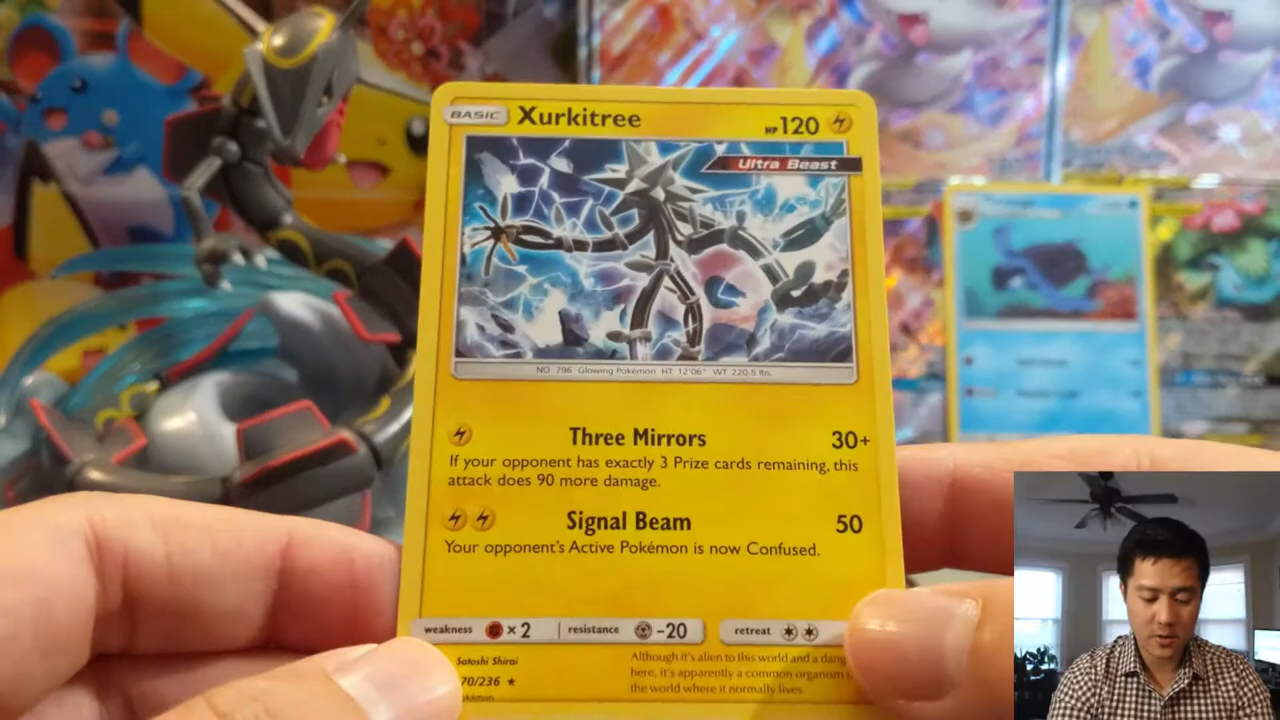 BASIC Xurkitree HP 120
Ultra Beast
NO 796 Glowing Pokémon HT: 12'06" WT: 220.5 lbs.
Three Mirrors 30+
If your opponent has exactly 3 Prize cards remaining, this
attack does 90 more damage.
Signal Beam 50
Your opponent's Active Pokémon is now Confused.
weakness ×2 resistance -20 retreat
Satoshi Shirai
70/236
Although it's alien to this world and a dang
here, it's apparently a common organism
the world where it normally lives.